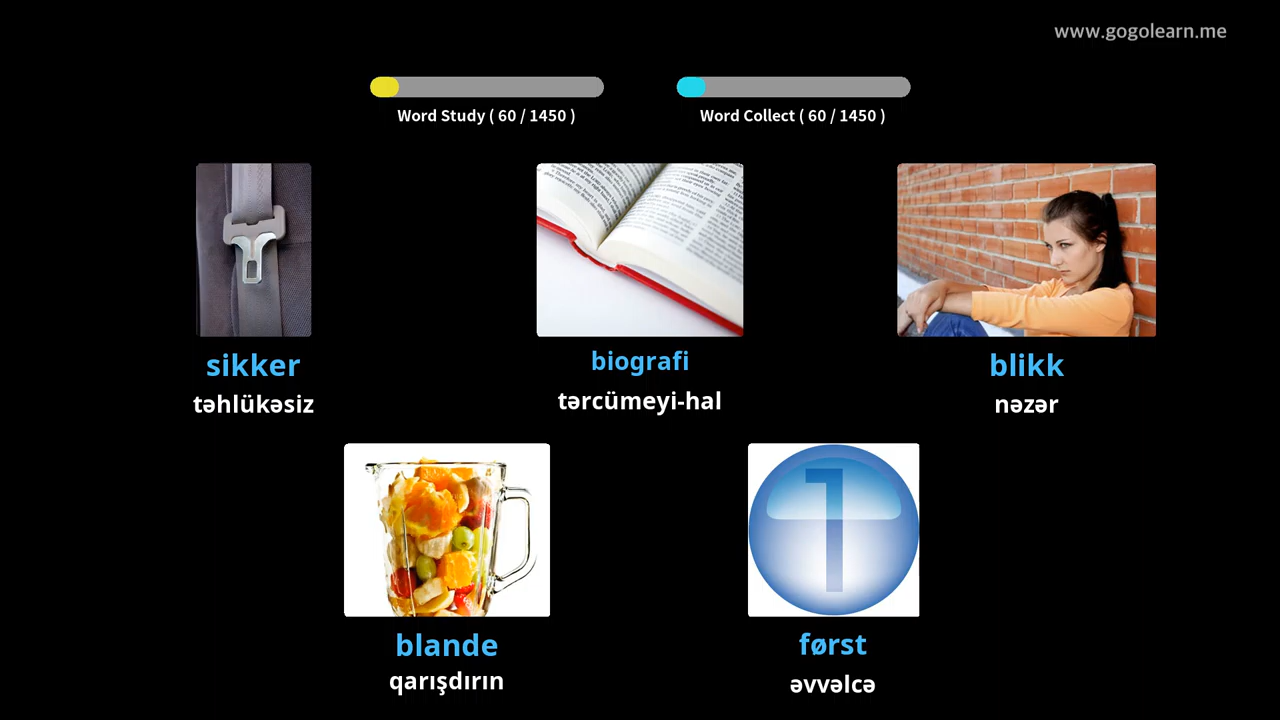 www.gogolearn.me
Word Study ( 60 / 1450 )
Word Collect ( 60 / 1450 )
sikker
təhlükəsiz
biografi
tərcümeyi-hal
blikk
nəzər
blande
qarışdırın
først
əvvəlcə
1